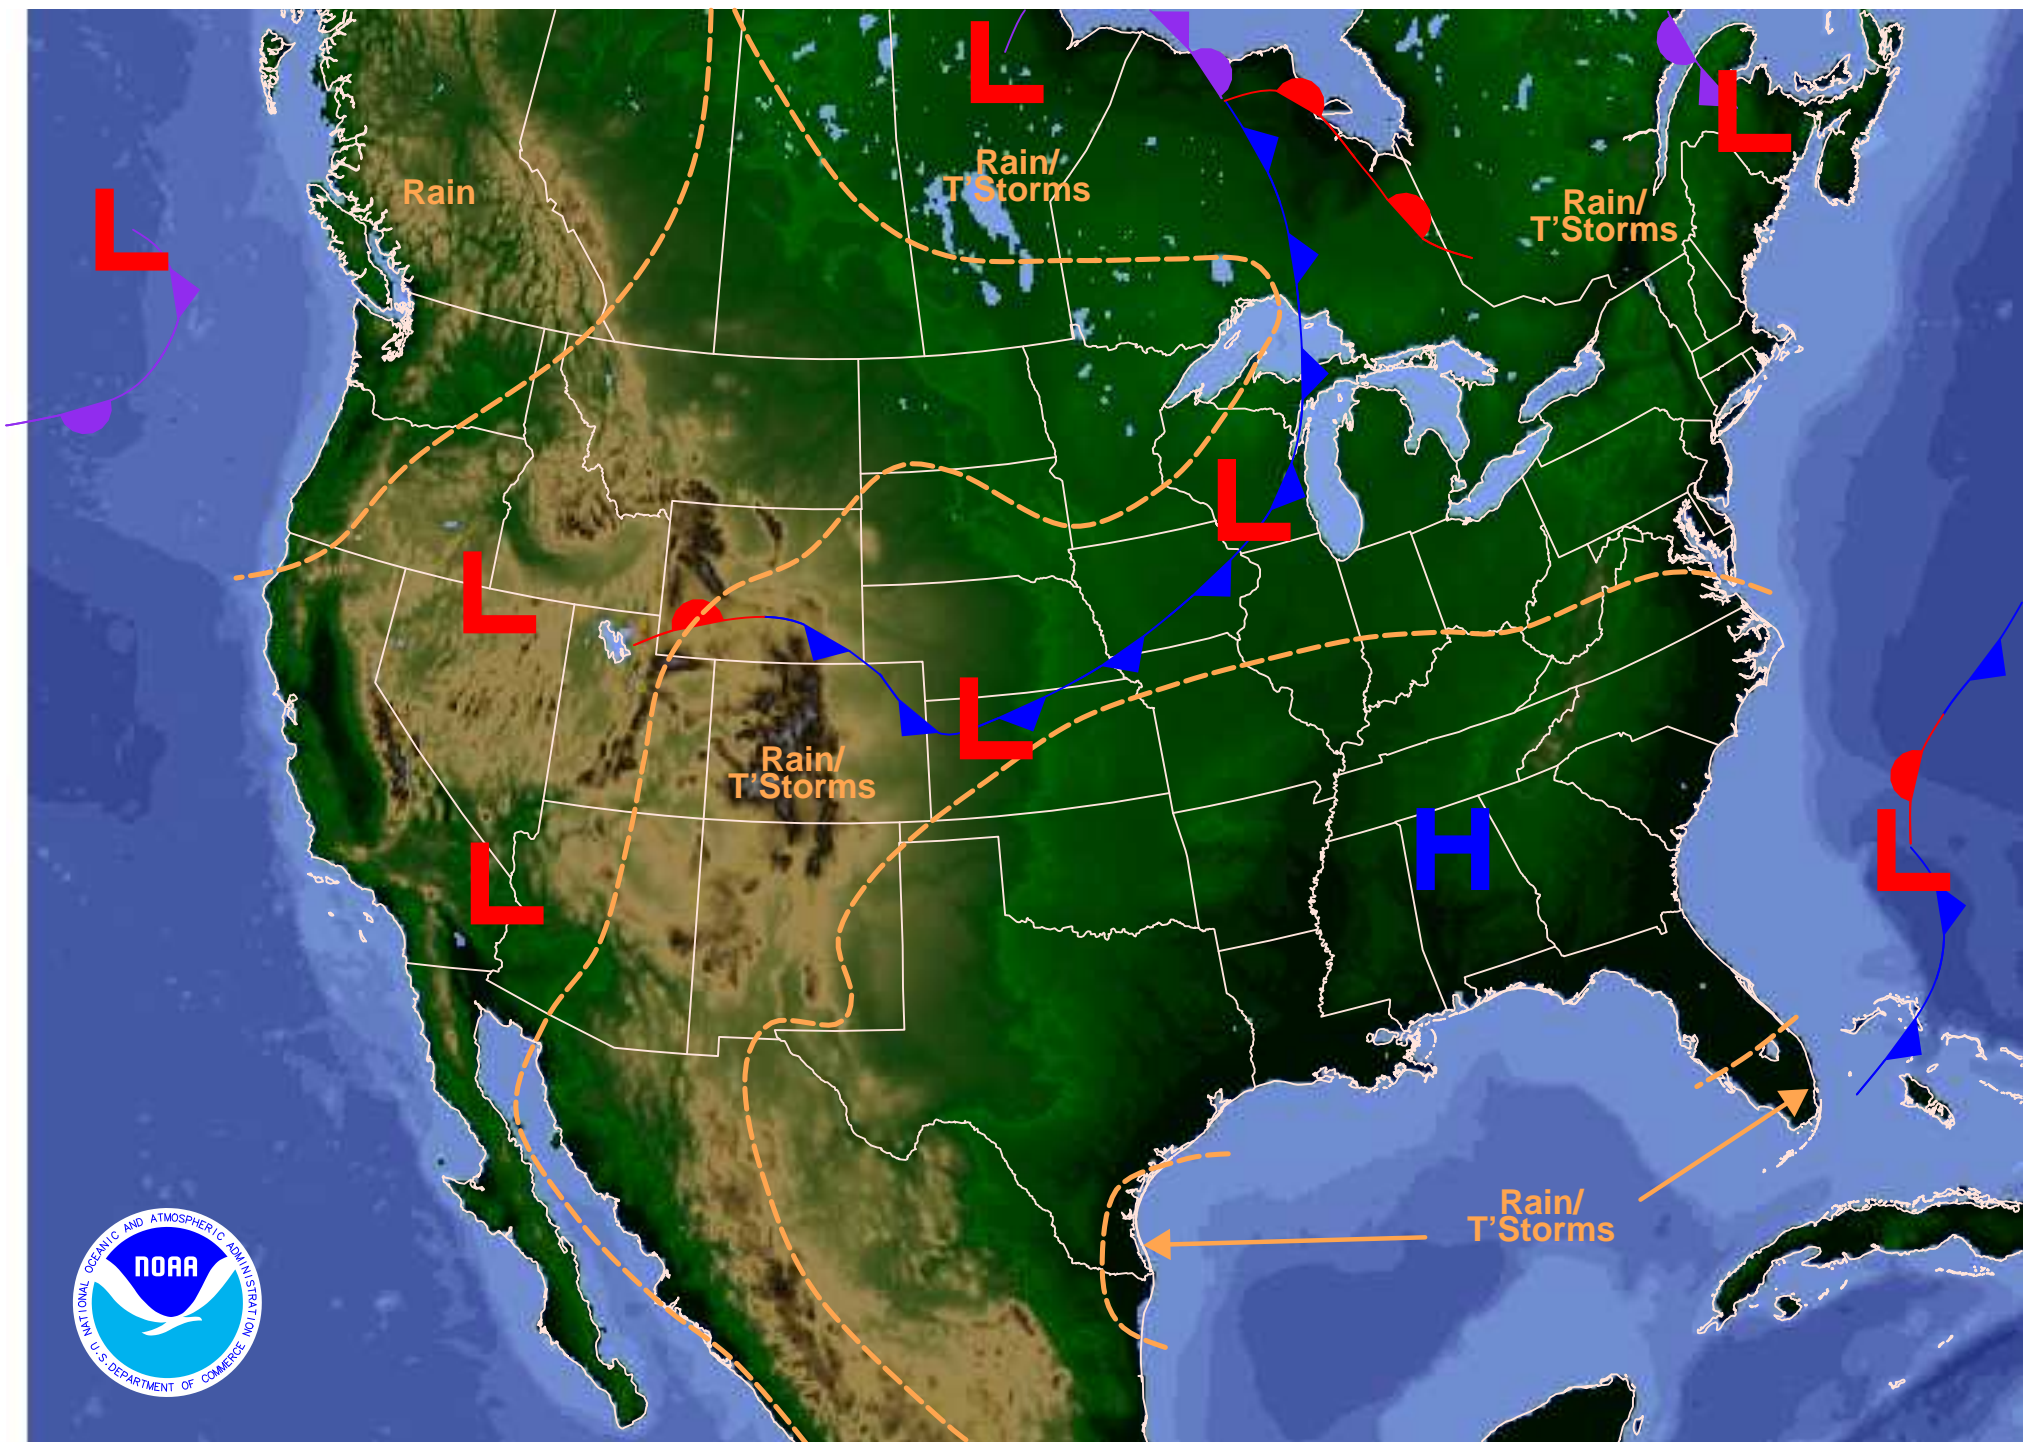 L
L
Rain/
T'Storms
Rain
L
Rain/
T'Storms
L
L
L
L
Rain/
T'Storms
H
L
L
Rain/
T'Storms
NATIONAL OCEANIC AND ATMOSPHERIC ADMINISTRATION
NOAA
U.S. DEPARTMENT OF COMMERCE